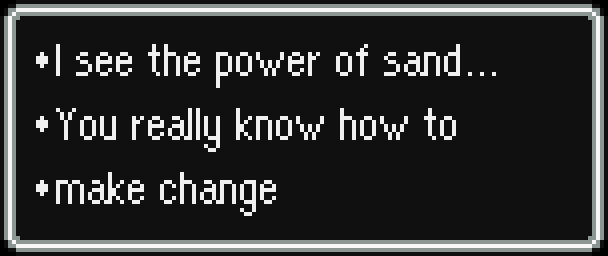 •I see the power of sand...
•You really know how to
•make change